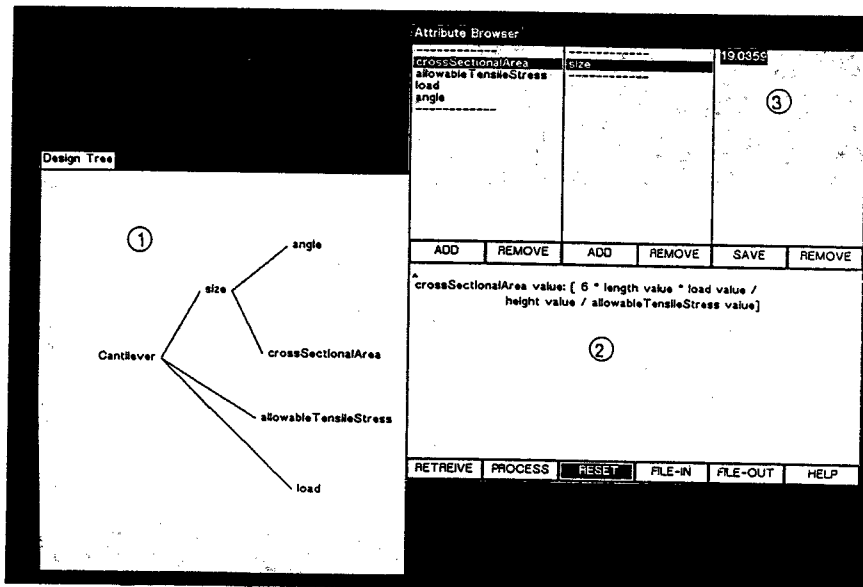 Attribute Browser
------------
crossSectionalArea
allowableTensileStress
load
angle
------------
------------
size
------------
19.0359
3
ADD REMOVE ADD REMOVE SAVE REMOVE
Design Tree
1
angle
size
Cantilever
crossSectionalArea
allowableTensileStress
load
crossSectionalArea value: [ 6 * length value * load value /
height value / allowableTensileStress value]
2
RETREIVE PROCESS RESET FILE-IN FILE-OUT HELP